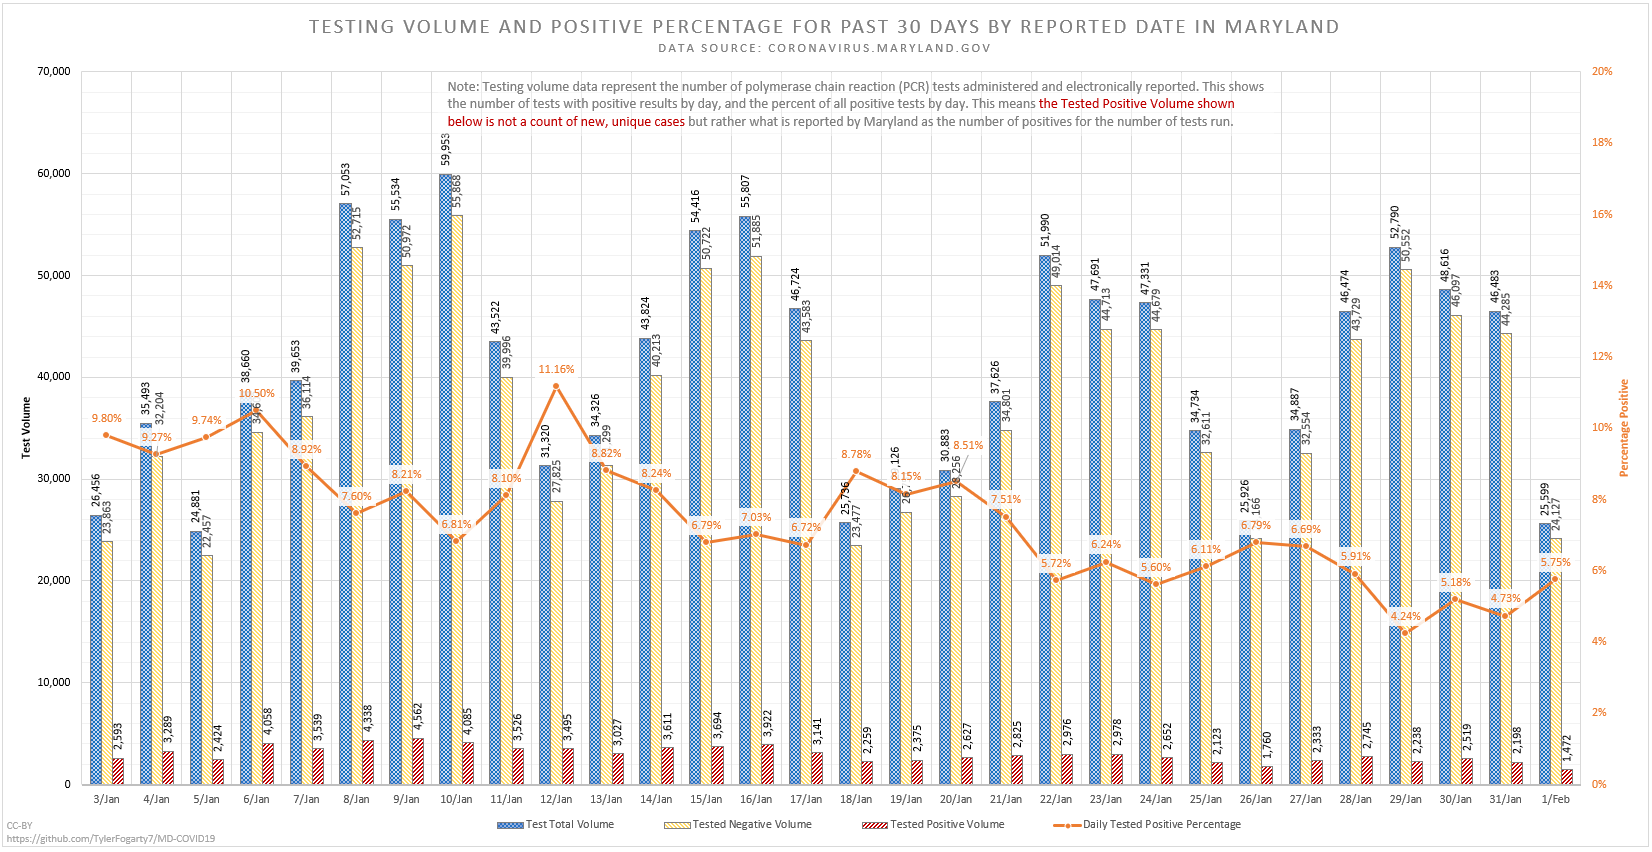 TESTING VOLUME AND POSITIVE PERCENTAGE FOR PAST 30 DAYS BY REPORTED DATE IN MARYLAND
DATA SOURCE: CORONAVIRUS.MARYLAND.GOV
Note: Testing volume data represent the number of polymerase chain reaction (PCR) tests administered and electronically reported. This shows
the number of tests with positive results by day, and the percent of all positive tests by day. This means the Tested Positive Volume shown
below is not a count of new, unique cases but rather what is reported by Maryland as the number of positives for the number of tests run.
Test Volume
70,000
60,000
50,000
40,000
30,000
20,000
10,000
0
26,456 23,863 2,593 9.80%
35,493 32,204 3,289 9.27%
24,881 22,457 2,424 9.74%
38,660 4,058 10.50%
39,653 36,114 3,539 8.92%
57,053 52,715 4,338 7.60%
55,534 50,972 4,562 8.21%
59,953 55,868 4,085 6.81%
43,522 39,996 3,526 8.10%
31,320 27,825 3,495 11.16%
34,326 3,027 8.82%
43,824 40,213 3,611 8.24%
54,416 50,722 3,694 6.79%
55,807 51,885 3,922 7.03%
46,724 43,583 3,141 6.72%
25,736 23,477 2,259 8.78%
2,375 8.15%
30,883 28,256 2,627 8.51%
37,626 34,801 2,825 7.51%
51,990 49,014 2,976 5.72%
47,691 44,713 2,978 6.24%
47,331 44,679 2,652 5.60%
34,734 32,611 2,123 6.11%
25,926 1,760 6.79%
34,887 32,554 2,333 6.69%
46,474 43,729 2,745 5.91%
52,790 50,552 2,238 4.24%
48,616 46,097 2,519 5.18%
46,483 44,285 2,198 4.73%
25,599 24,127 1,472 5.75%
20%
18%
16%
14%
12%
10%
8%
6%
4%
2%
0%
Percentage Positive
3/Jan 4/Jan 5/Jan 6/Jan 7/Jan 8/Jan 9/Jan 10/Jan 11/Jan 12/Jan 13/Jan 14/Jan 15/Jan 16/Jan 17/Jan 18/Jan 19/Jan 20/Jan 21/Jan 22/Jan 23/Jan 24/Jan 25/Jan 26/Jan 27/Jan 28/Jan 29/Jan 30/Jan 31/Jan 1/Feb
Test Total Volume Tested Negative Volume Tested Positive Volume Daily Tested Positive Percentage
CC-BY
https://github.com/TylerFogarty7/MD-COVID19